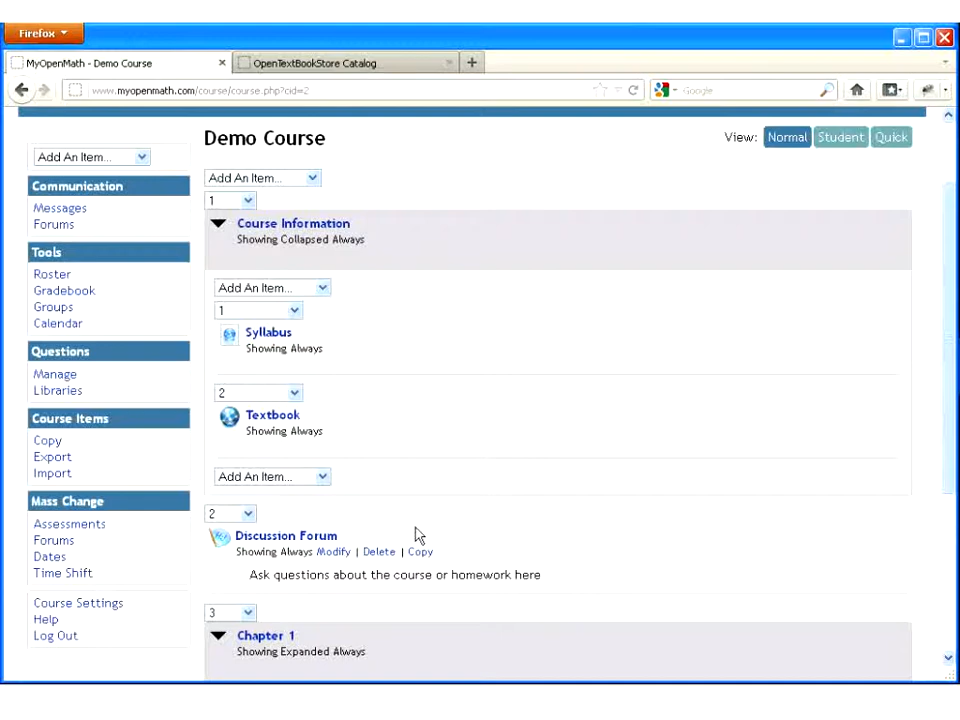 Firefox
MyOpenMath - Demo Course
OpenTextBookStore Catalog
www.myopenmath.com/course/course.php?cid=2
Google
Demo Course
View: Normal Student Quick
Add An Item...
Communication
Messages
Forums
Tools
Roster
Gradebook
Groups
Calendar
Questions
Manage
Libraries
Course Items
Copy
Export
Import
Mass Change
Assessments
Forums
Dates
Time Shift
Course Settings
Help
Log Out
Add An Item...
1
Course Information
Showing Collapsed Always
Add An Item...
1
Syllabus
Showing Always
2
Textbook
Showing Always
Add An Item...
2
Discussion Forum
Showing Always Modify | Delete | Copy
Ask questions about the course or homework here
3
Chapter 1
Showing Expanded Always